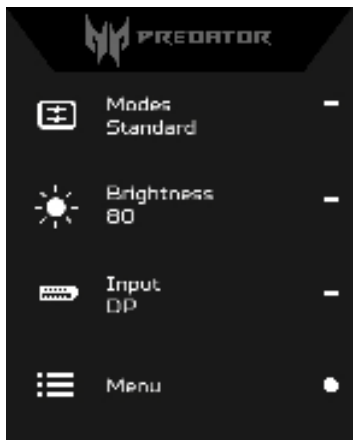 PREDATOR
Modes
Standard
Brightness
80
Input
DP
Menu